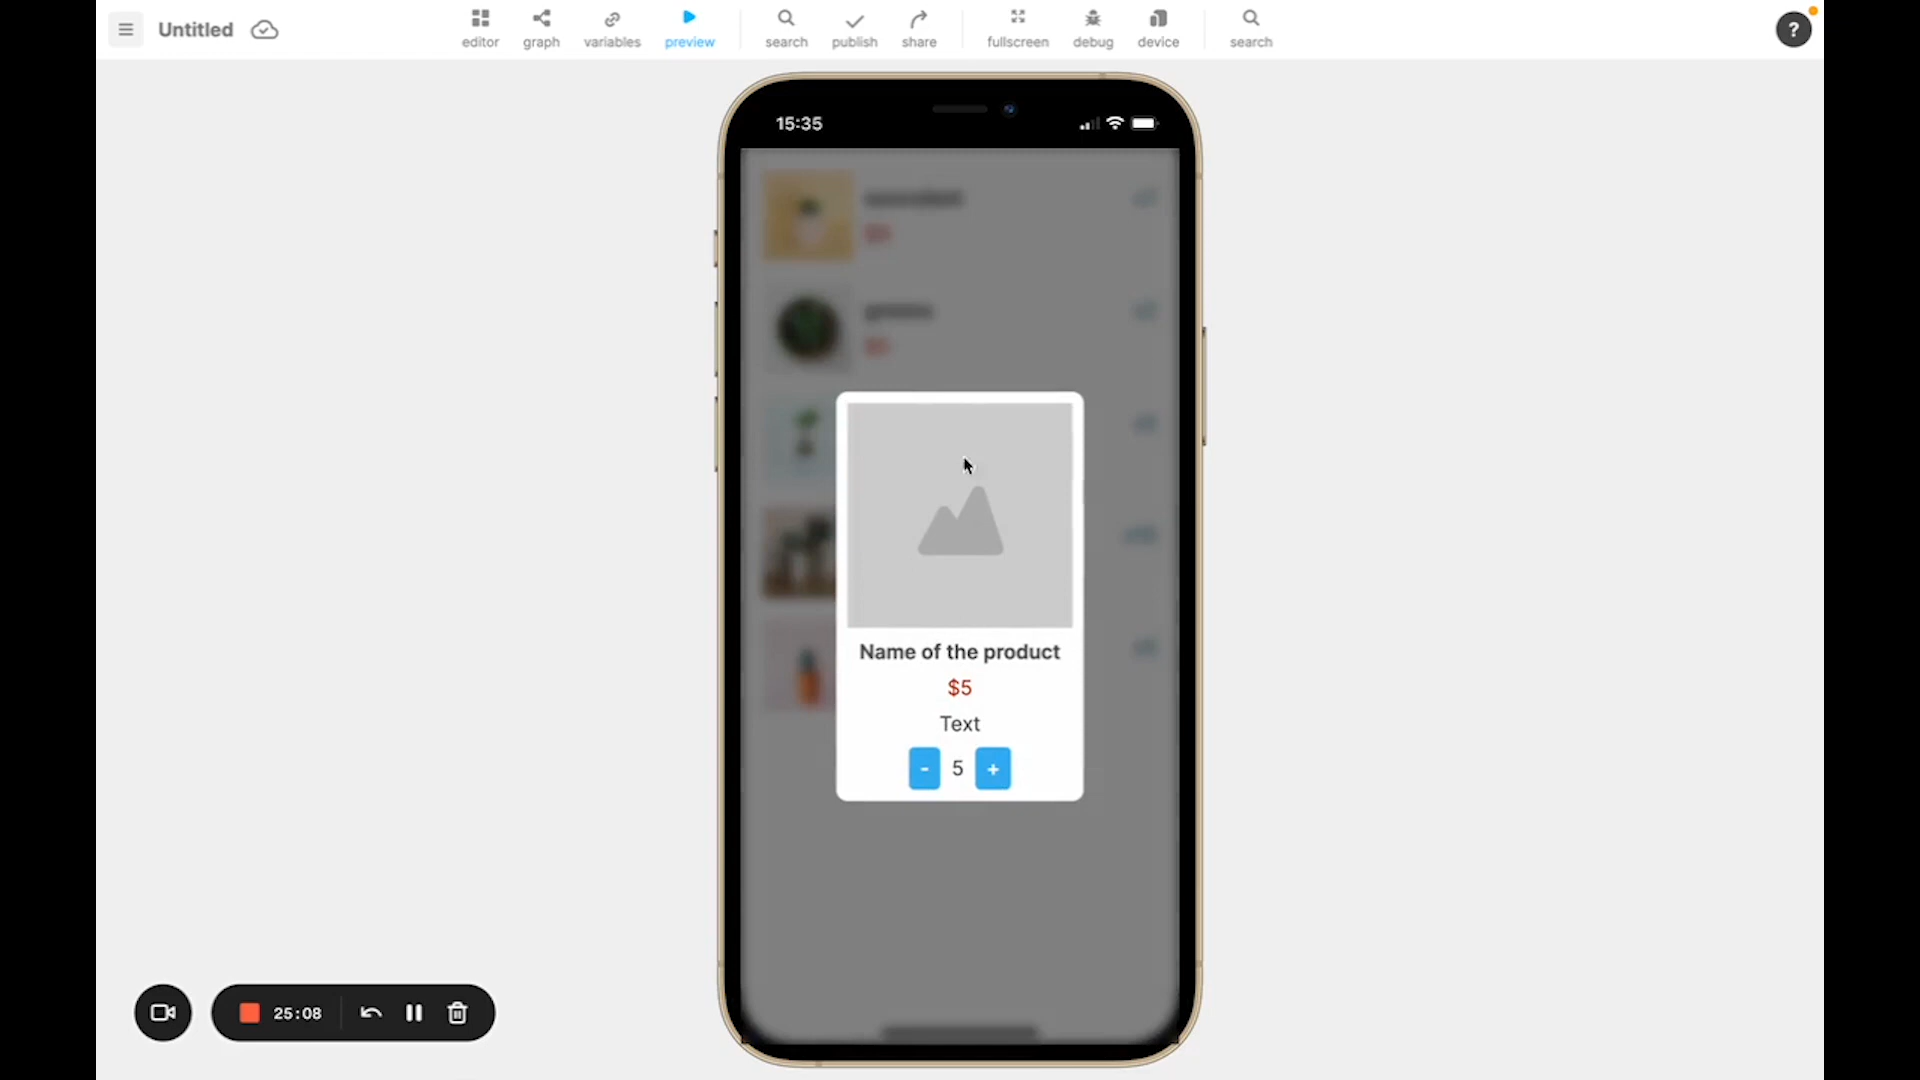 Untitled
editor graph variables preview search publish share fullscreen debug device search ?
15:35
Name of the product
$5
Text
- 5 +
25:08